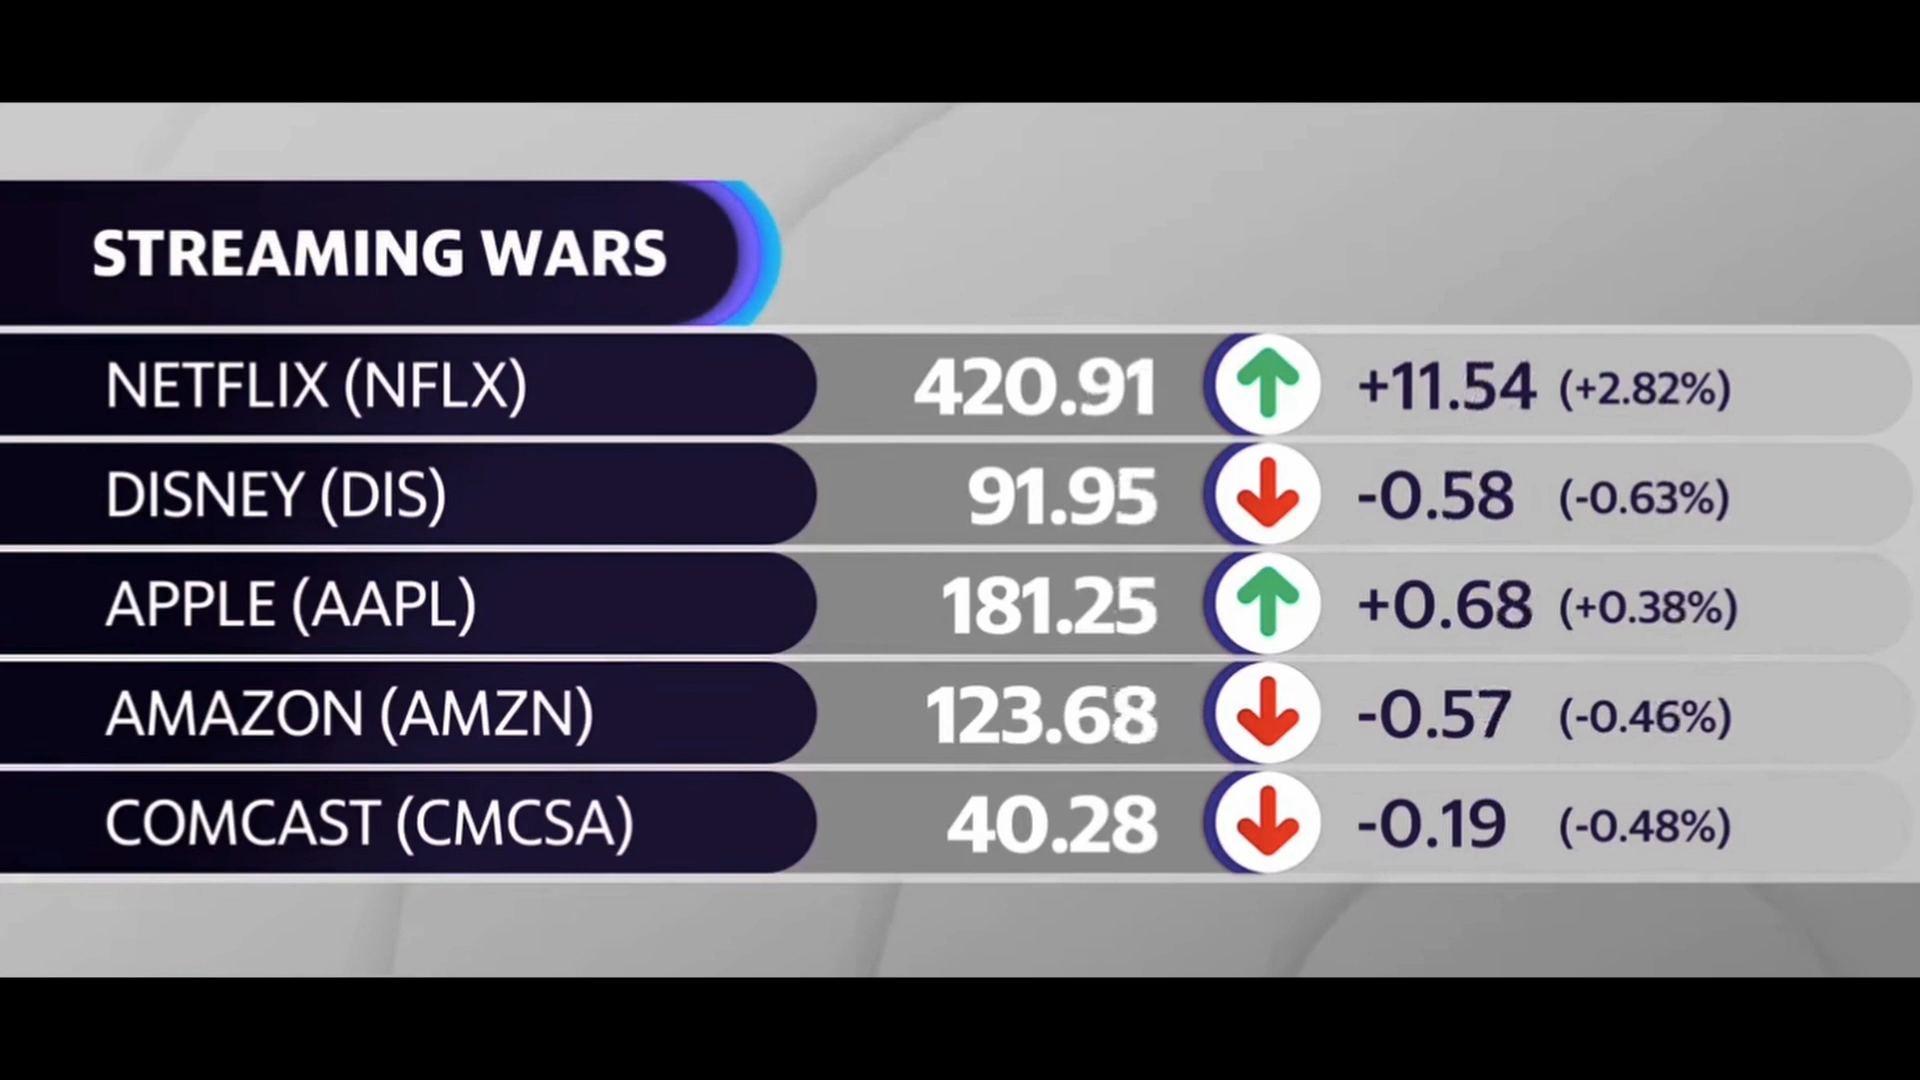 STREAMING WARS
NETFLIX (NFLX) 420.91 +11.54 (+2.82%)
DISNEY (DIS) 91.95 -0.58 (-0.63%)
APPLE (AAPL) 181.25 +0.68 (+0.38%)
AMAZON (AMZN) 123.68 -0.57 (-0.46%)
COMCAST (CMCSA) 40.28 -0.19 (-0.48%)